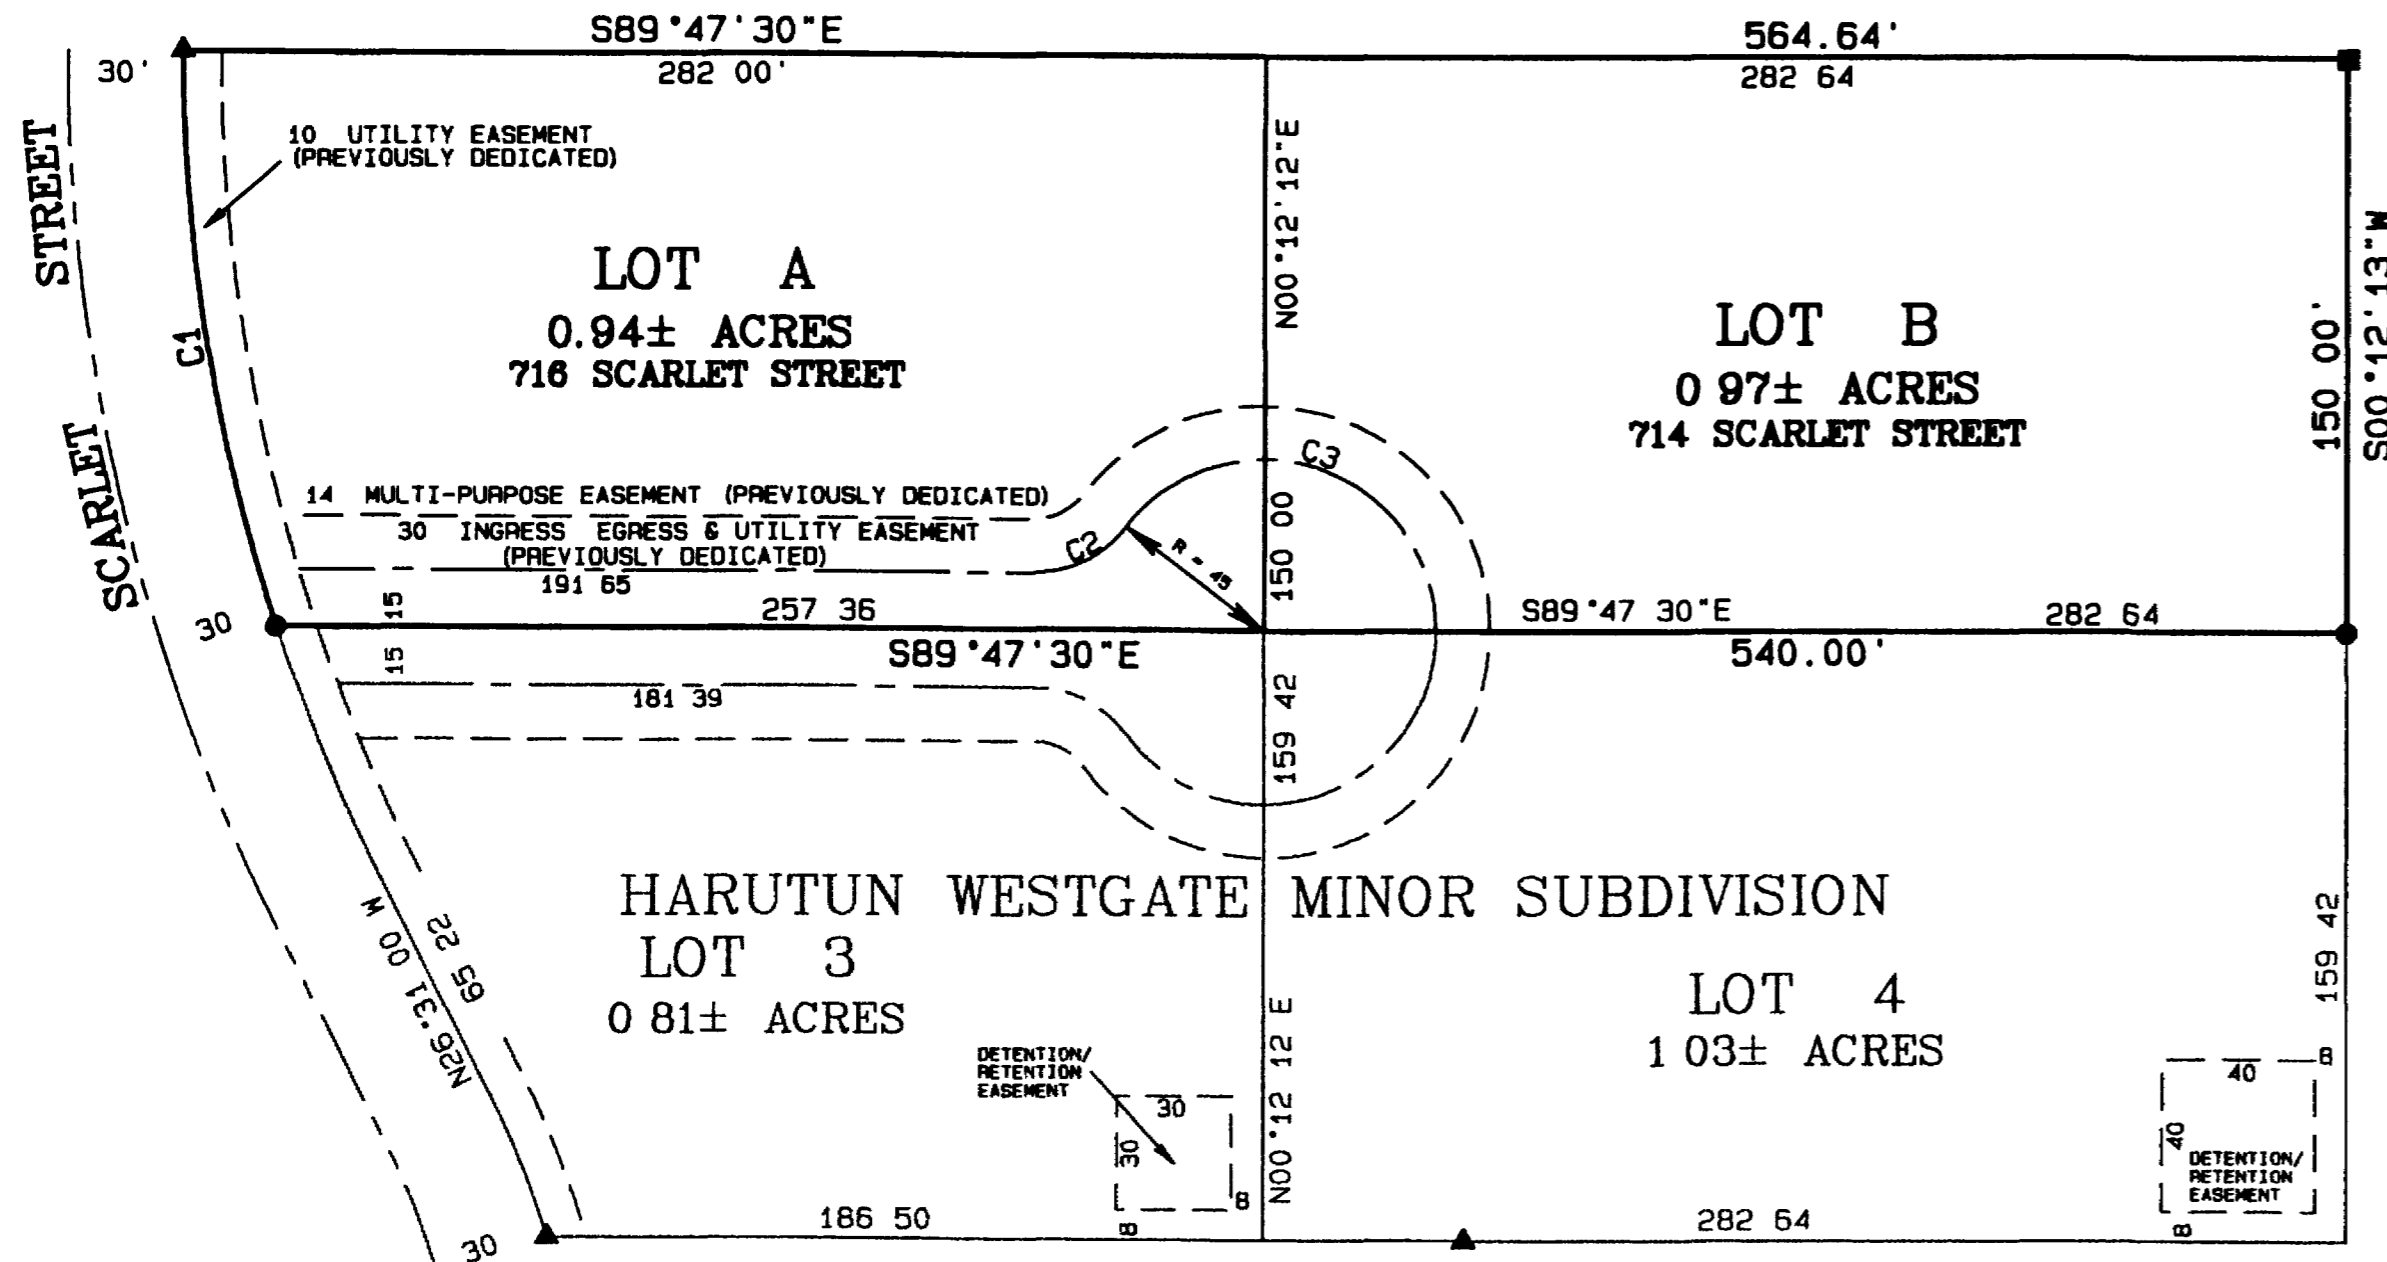 S89°47'30"E
564.64'
30'
282 00'
282 64
10 UTILITY EASEMENT
(PREVIOUSLY DEDICATED)
STREET
SCARLET
C1
N00°12'12"E
S00°12'13"W
150 00'
LOT A
0.94± ACRES
716 SCARLET STREET
LOT B
0 97± ACRES
714 SCARLET STREET
14 MULTI-PURPOSE EASEMENT (PREVIOUSLY DEDICATED)
30 INGRESS EGRESS & UTILITY EASEMENT
(PREVIOUSLY DEDICATED)
C2
C3
R = 45
150 00
191 65
15
257 36
30
S89°47 30"E
282 64
S89°47'30"E
540.00'
15
181 39
159 42
HARUTUN WESTGATE MINOR SUBDIVISION
LOT 3
0 81± ACRES
LOT 4
1 03± ACRES
N26°31 00 W
65 22
159 42
N00°12 12 E
DETENTION/
RETENTION
EASEMENT
30
30
8
8
40
8
40
DETENTION/
RETENTION
EASEMENT
8
186 50
282 64
30